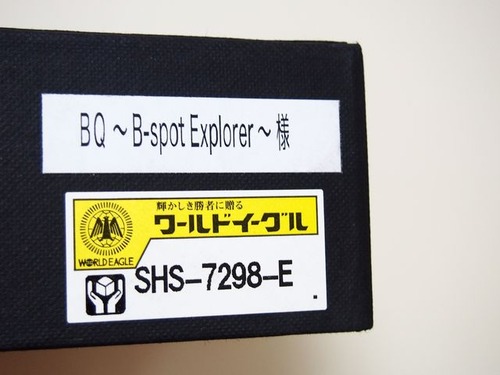 BQ～B-spot Explorer～様
輝かしき勝者に贈る
ワールドイーグル
WORLD EAGLE
SHS-7298-E